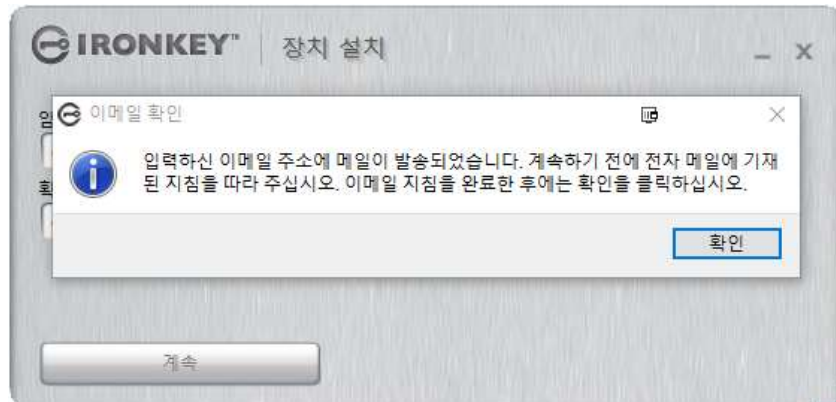 IRONKEY™ 장치 설치
이메일 확인
입력하신 이메일 주소에 메일이 발송되었습니다. 계속하기 전에 전자 메일에 기재
된 지침을 따라 주십시오. 이메일 지침을 완료한 후에는 확인을 클릭하십시오.
확인
계속